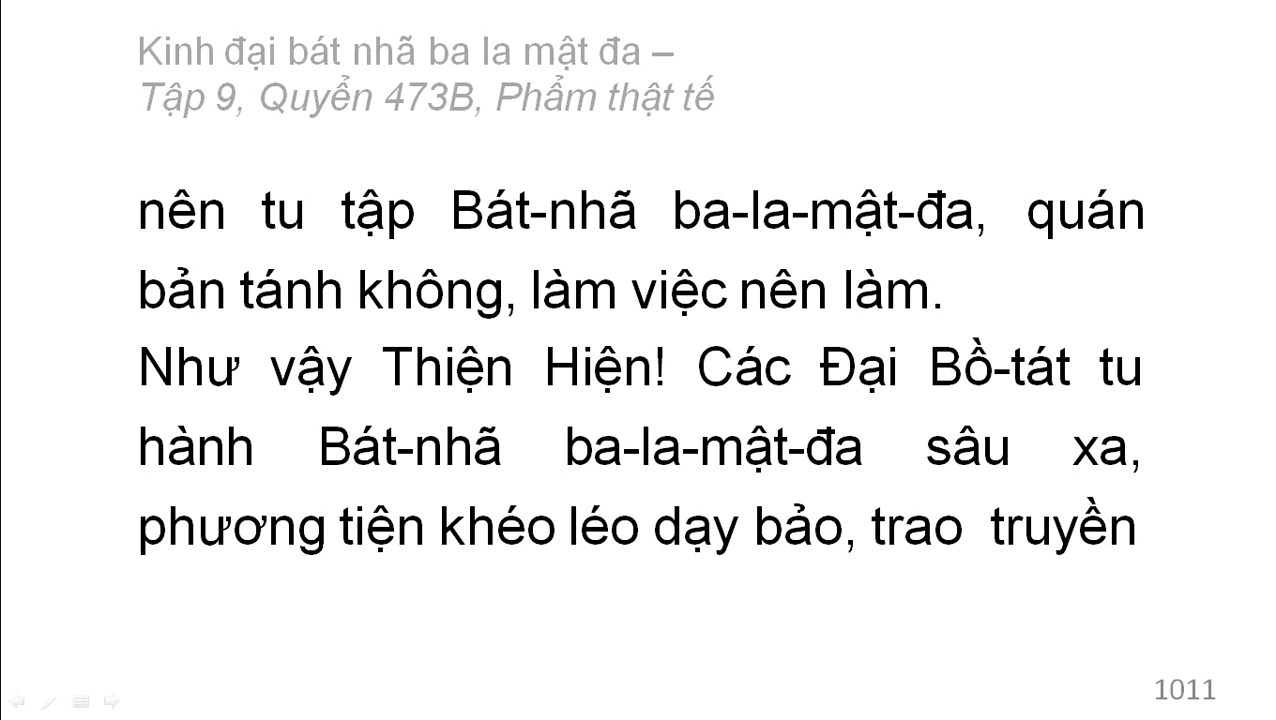 Kinh đại bát nhã ba la mật đa –
Tập 9, Quyển 473B, Phẩm thật tế
nên tu tập Bát-nhã ba-la-mật-đa, quán
bản tánh không, làm việc nên làm.
Như vậy Thiện Hiện! Các Đại Bồ-tát tu
hành Bát-nhã ba-la-mật-đa sâu xa,
phương tiện khéo léo dạy bảo, trao truyền
1011